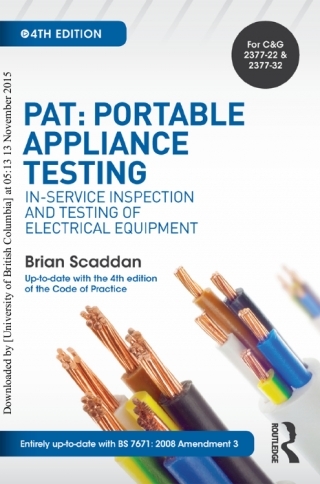 4TH EDITION
For C&G
2377-22 &
2377-32
PAT: PORTABLE
APPLIANCE
TESTING
IN-SERVICE INSPECTION
AND TESTING OF
ELECTRICAL EQUIPMENT
Brian Scaddan
Up-to-date with the 4th edition
of the Code of Practice
Entirely up-to-date with BS 7671: 2008 Amendment 3
R
ROUTLEDGE
Downloaded by [University of British Columbia] at 05:13 13 November 2015